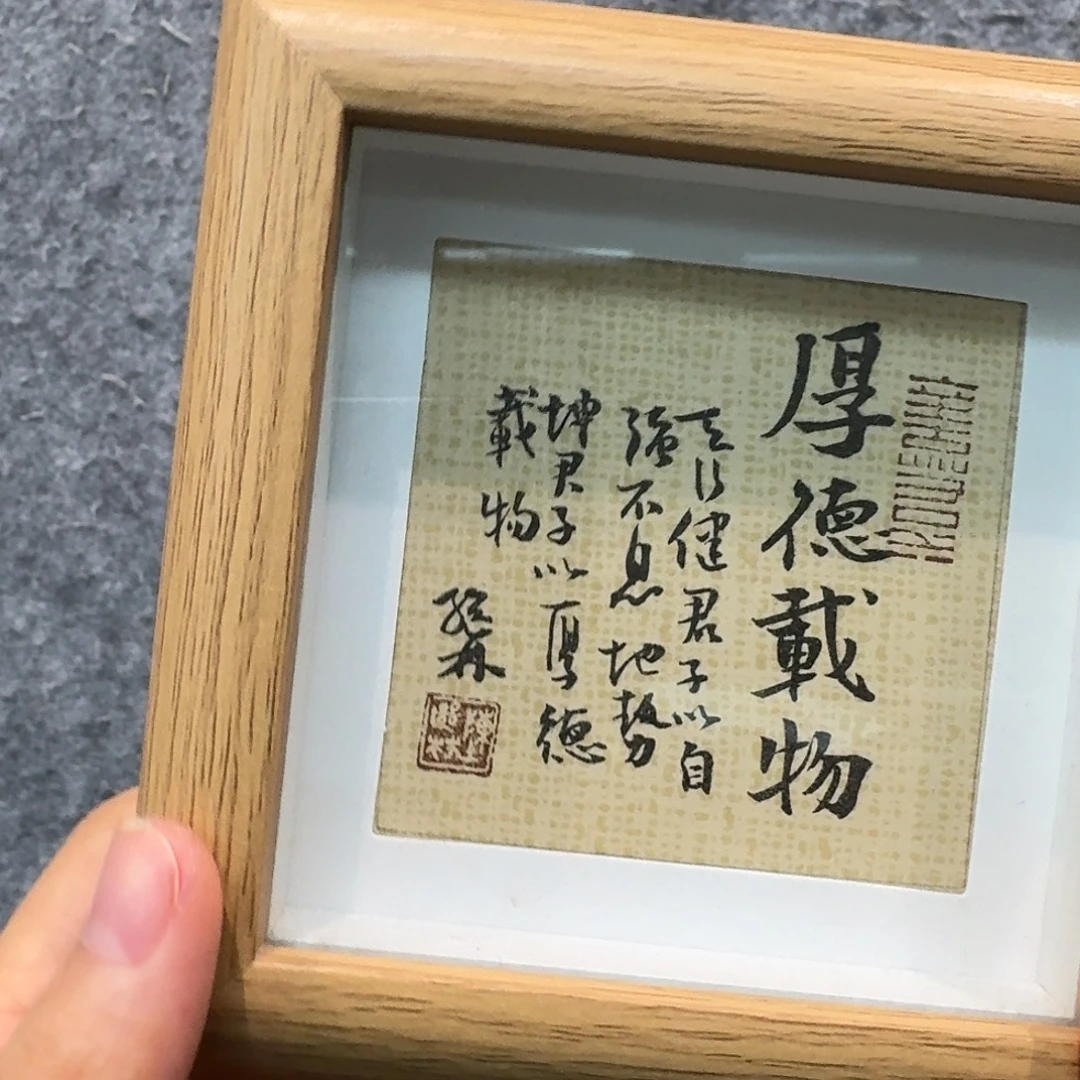 厚德載物
天行健君子以自
強不息地勢
坤君子以厚德
載物